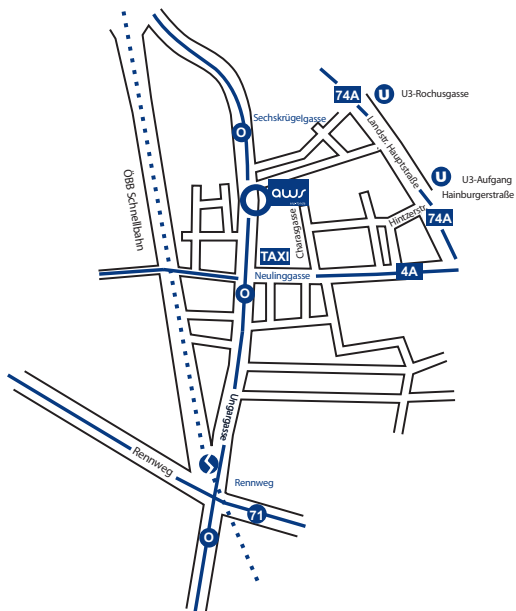 74A
U
U3-Rochusgasse
Sechskrügelgasse
O
Landstr. Hauptstraße
U
U3-Aufgang
Hainburgerstraße
ÖBB Schnellbahn
aws
Charasgasse
Hintzerstr.
74A
TAXI
Neulinggasse
4A
O
Ungargasse
Rennweg
Rennweg
71
O